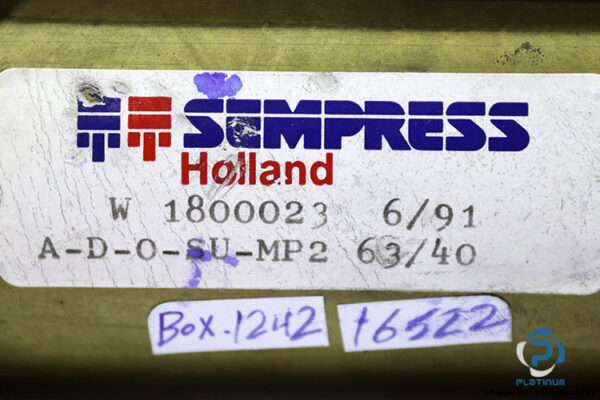 SEMPRESS
Holland
W 1800023 6/91
A-D-O-SU-MP2 63/40
Box.1242 16522
PLATINUM